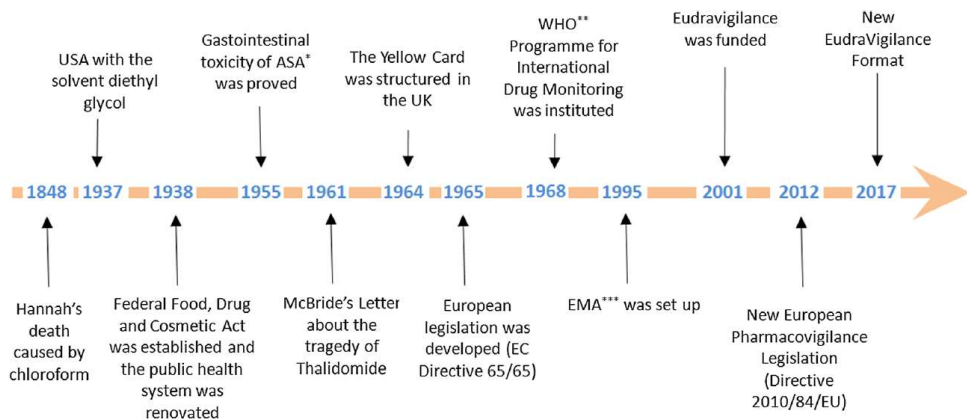 USA with the solvent diethyl
glycol
Gastointestinal
toxicity of ASA*
was proved
The Yellow Card
was structured in
the UK
WHO**
Programme for
International
Drug Monitoring
was instituted
Eudravigilance
was funded
New
EudraVigilance
Format
1848 1937 1938 1955 1961 1964 1965 1968 1995 2001 2012 2017
Hannah's
death
caused by
chloroform
Federal Food, Drug
and Cosmetic Act
was established and
the public health
system was
renovated
McBride's Letter
about the
tragedy of
Thalidomide
European
legislation was
developed (EC
Directive 65/65)
EMA*** was set up
New European
Pharmacovigilance
Legislation
(Directive
2010/84/EU)